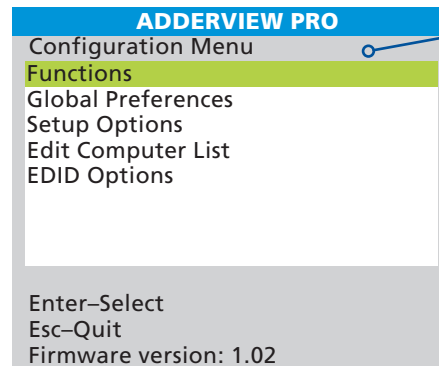 ADDERVIEW PRO
Configuration Menu
Functions
Global Preferences
Setup Options
Edit Computer List
EDID Options
Enter–Select
Esc–Quit
Firmware version: 1.02